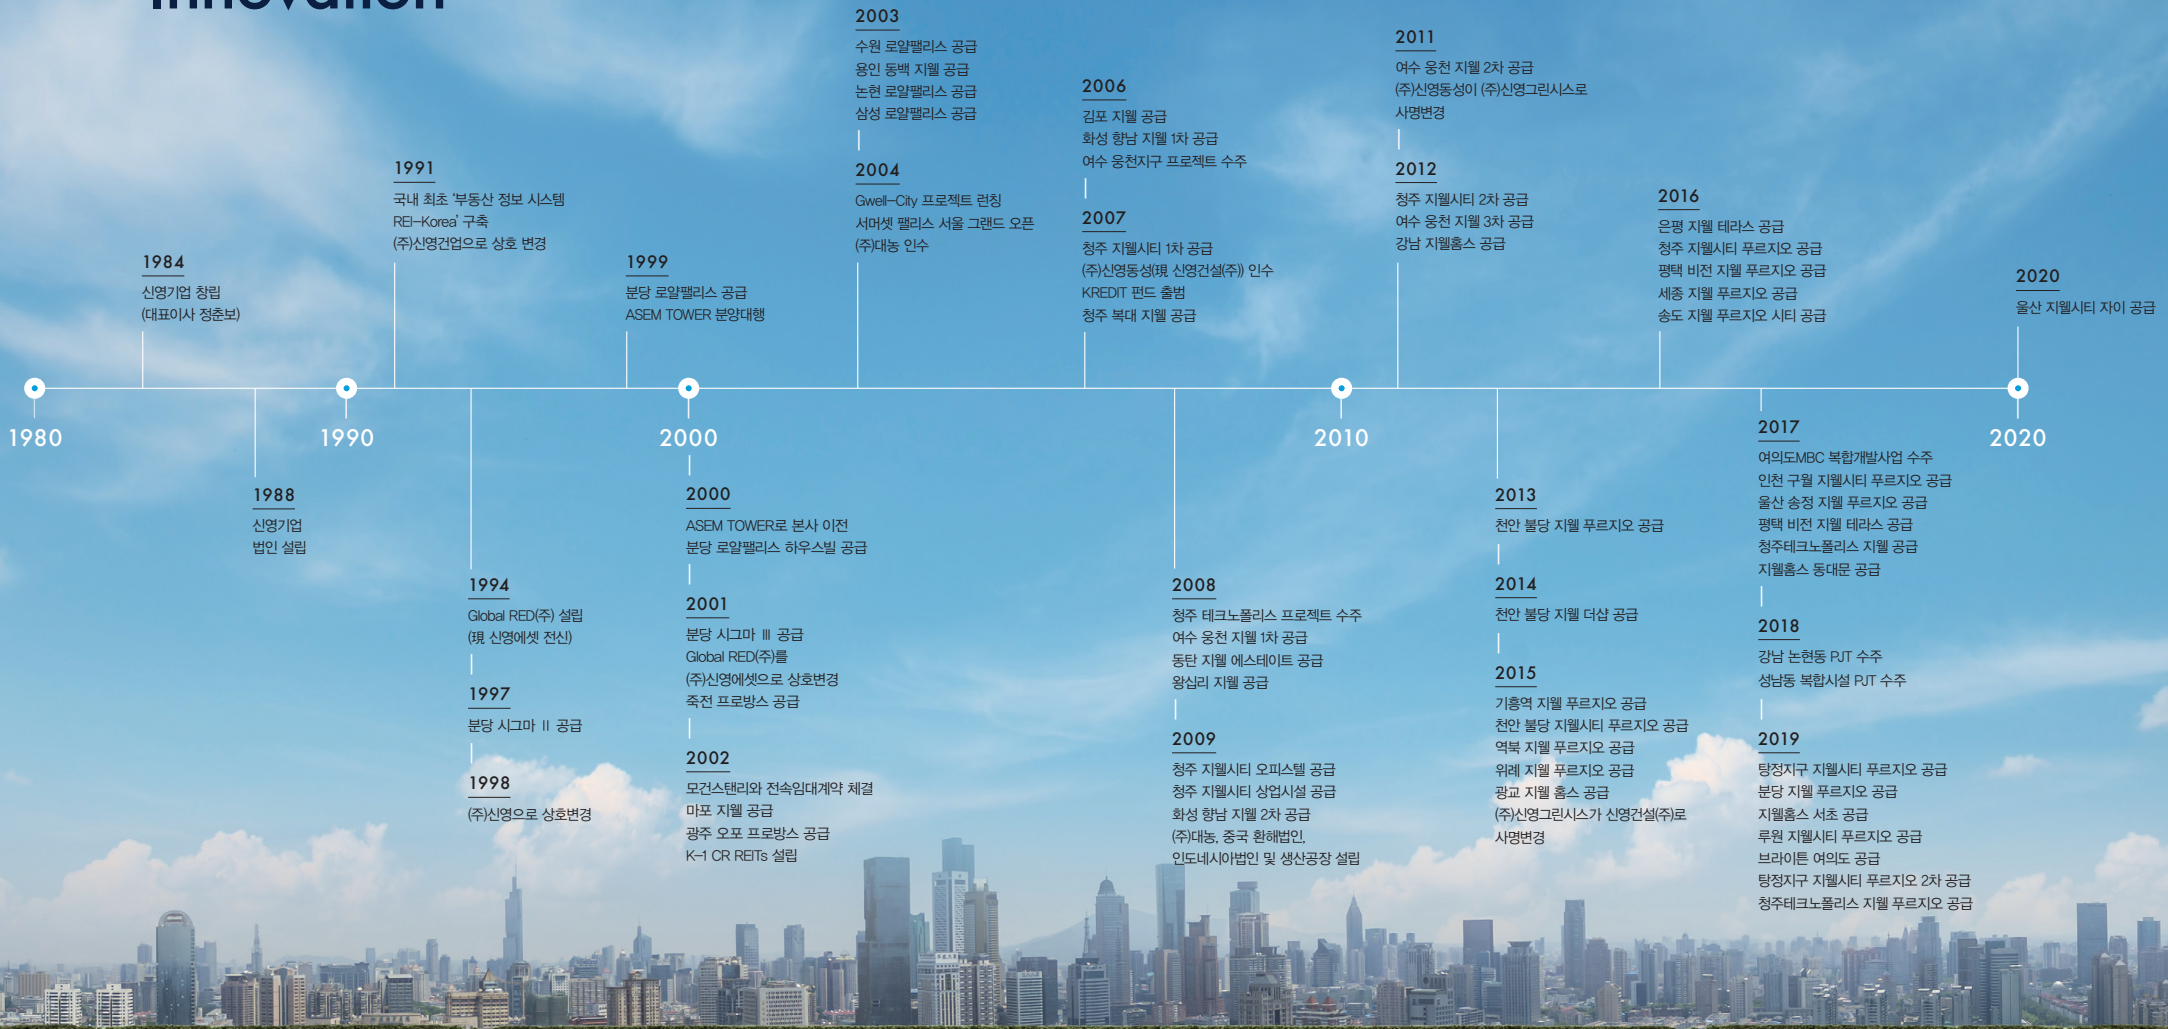 Innovation
1984
신영기업 창립
(대표이사 정춘보)
1991
국내 최초 '부동산 정보 시스템
REI-Korea' 구축
(주)신영건업으로 상호 변경
1999
분당 로얄팰리스 공급
ASEM TOWER 분양대행
2003
수원 로얄팰리스 공급
용인 동백 지웰 공급
논현 로얄팰리스 공급
삼성 로얄팰리스 공급
2004
Gwell-City 프로젝트 런칭
서머셋 팰리스 서울 그랜드 오픈
(주)대농 인수
2006
김포 지웰 공급
화성 향남 지웰 1차 공급
여수 웅천지구 프로젝트 수주
2007
청주 지웰시티 1차 공급
(주)신영동성(現 신영건설(주)) 인수
KREDIT 펀드 출범
청주 복대 지웰 공급
2011
여수 웅천 지웰 2차 공급
(주)신영동성이 (주)신영그린시스로
사명변경
2012
청주 지웰시티 2차 공급
여수 웅천 지웰 3차 공급
강남 지웰홈스 공급
2016
은평 지웰 테라스 공급
청주 지웰시티 푸르지오 공급
평택 비전 지웰 푸르지오 공급
세종 지웰 푸르지오 공급
송도 지웰 푸르지오 시티 공급
2020
울산 지웰시티 자이 공급
1980
1990
2000
2010
2020
1988
신영기업
법인 설립
1994
Global RED(주) 설립
(現 신영에셋 전신)
1997
분당 시그마 Ⅱ 공급
1998
(주)신영으로 상호변경
2000
ASEM TOWER로 본사 이전
분당 로얄팰리스 하우스빌 공급
2001
분당 시그마 Ⅲ 공급
Global RED(주)를
(주)신영에셋으로 상호변경
죽전 프로방스 공급
2002
모건스탠리와 전속임대계약 체결
마포 지웰 공급
광주 오포 프로방스 공급
K-1 CR REITs 설립
2008
청주 테크노폴리스 프로젝트 수주
여수 웅천 지웰 1차 공급
동탄 지웰 에스테이트 공급
왕십리 지웰 공급
2009
청주 지웰시티 오피스텔 공급
청주 지웰시티 상업시설 공급
화성 향남 지웰 2차 공급
(주)대농, 중국 환해법인,
인도네시아법인 및 생산공장 설립
2013
천안 불당 지웰 푸르지오 공급
2014
천안 불당 지웰 더샵 공급
2015
기흥역 지웰 푸르지오 공급
천안 불당 지웰시티 푸르지오 공급
역북 지웰 푸르지오 공급
위례 지웰 푸르지오 공급
광교 지웰 홈스 공급
(주)신영그린시스가 신영건설(주)로
사명변경
2017
여의도MBC 복합개발사업 수주
인천 구월 지웰시티 푸르지오 공급
울산 송정 지웰 푸르지오 공급
평택 비전 지웰 테라스 공급
청주테크노폴리스 지웰 공급
지웰홈스 동대문 공급
2018
강남 논현동 PJT 수주
성남동 복합시설 PJT 수주
2019
탕정지구 지웰시티 푸르지오 공급
분당 지웰 푸르지오 공급
지웰홈스 서초 공급
루원 지웰시티 푸르지오 공급
브라이튼 여의도 공급
탕정지구 지웰시티 푸르지오 2차 공급
청주테크노폴리스 지웰 푸르지오 공급